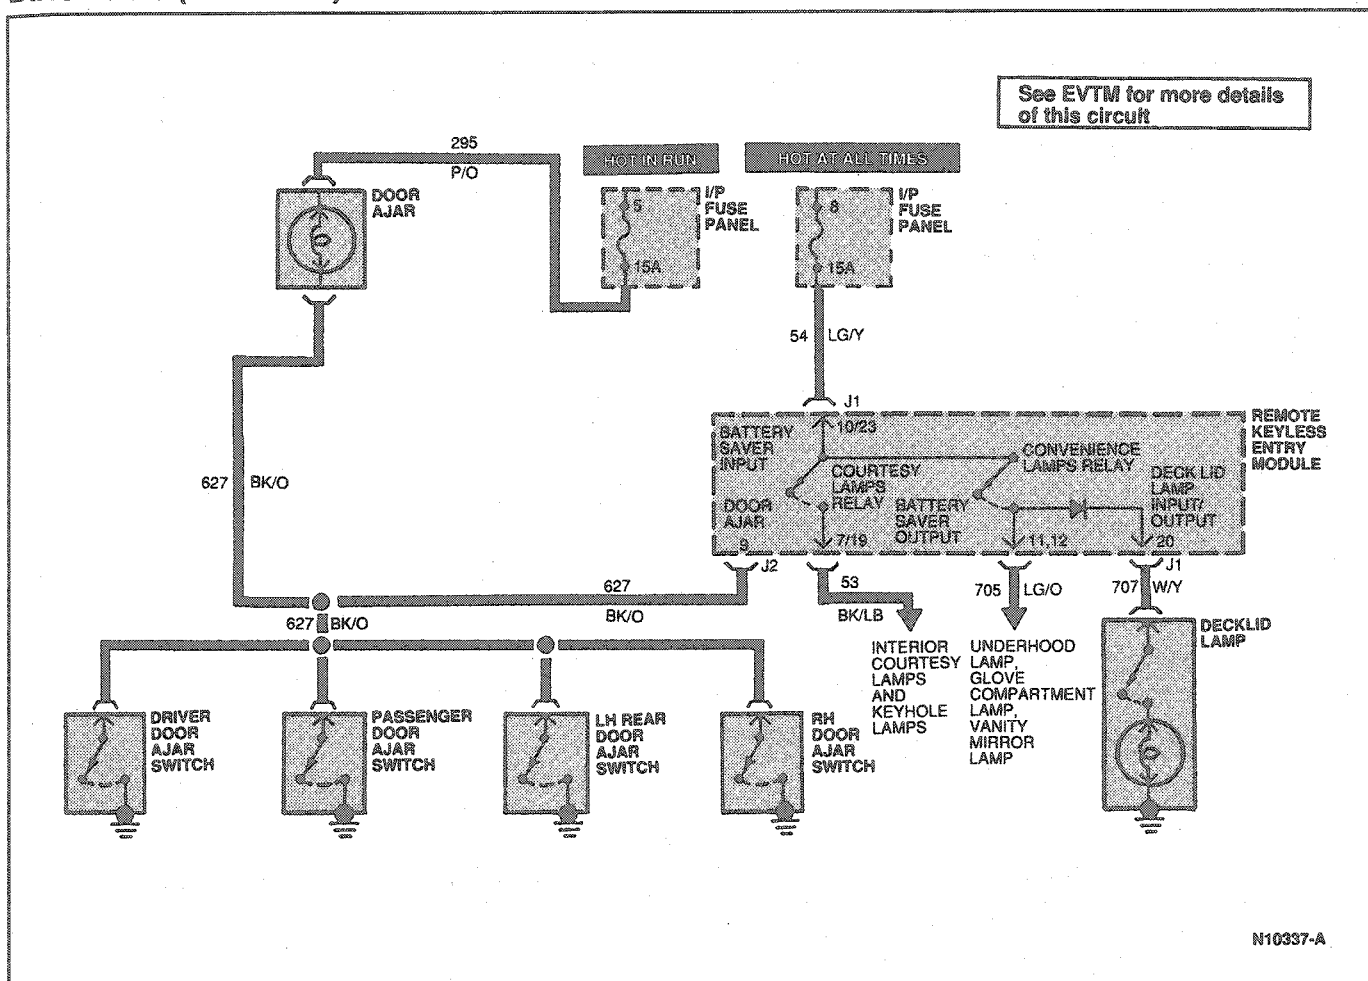 See EVTM for more details
of this circuit
295
P/O
HOT IN RUN
HOT AT ALL TIMES
DOOR
AJAR
5
15A
I/P
FUSE
PANEL
8
15A
I/P
FUSE
PANEL
54
LG/Y
J1
10/23
BATTERY
SAVER
INPUT
COURTESY
LAMPS
RELAY
CONVENIENCE
LAMPS RELAY
DECK LID
LAMP
INPUT/
OUTPUT
REMOTE
KEYLESS
ENTRY
MODULE
DOOR
AJAR
9
7/19
BATTERY
SAVER
OUTPUT
11,12
20
627
BK/O
J2
J1
627
BK/O
53
BK/LB
705
LG/O
707
W/Y
627
BK/O
INTERIOR
COURTESY
LAMPS
AND
KEYHOLE
LAMPS
UNDERHOOD
LAMP,
GLOVE
COMPARTMENT
LAMP,
VANITY
MIRROR
LAMP
DECKLID
LAMP
DRIVER
DOOR
AJAR
SWITCH
PASSENGER
DOOR
AJAR
SWITCH
LH REAR
DOOR
AJAR
SWITCH
RH
DOOR
AJAR
SWITCH
N10337-A